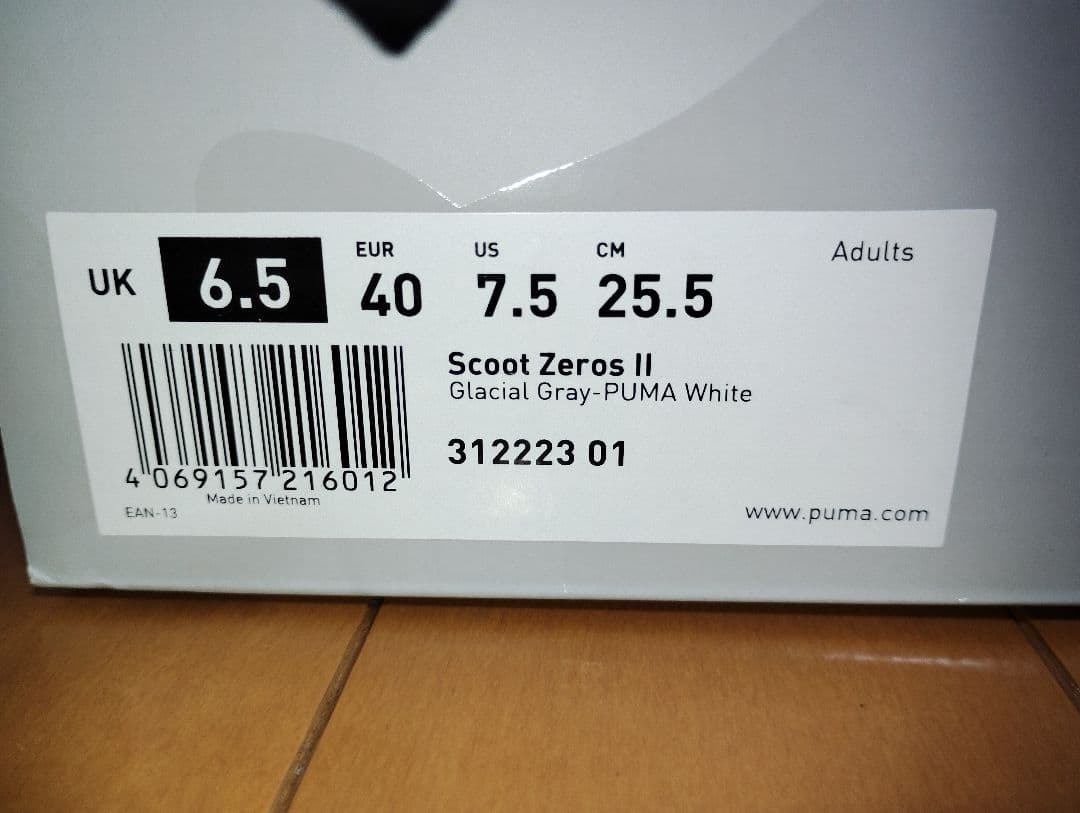 UK 6.5 EUR 40 US 7.5 CM 25.5 Adults
Scoot Zeros II
Glacial Gray-PUMA White
312223 01
4 069157 216012
Made in Vietnam
EAN-13
www.puma.com